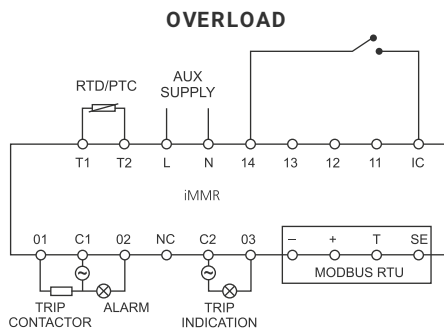 OVERLOAD
RTD/PTC
AUX
SUPPLY
T1 T2 L N 14 13 12 11 IC
iMMR
01 C1 02 NC C2 03 – + T SE
MODBUS RTU
TRIP
CONTACTOR
ALARM
TRIP
INDICATION